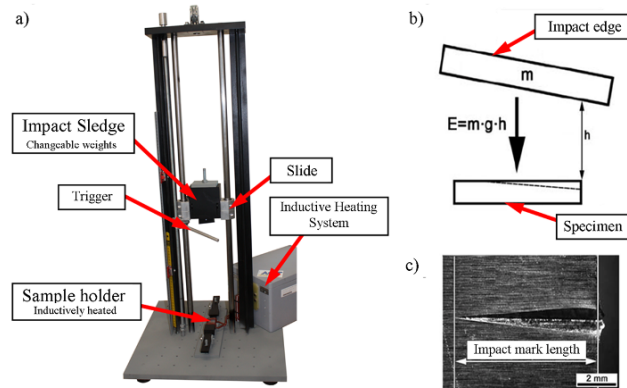 a)
Impact Sledge
Changeable weights
Trigger
Slide
Inductive Heating
System
Sample holder
Inductively heated
b)
Impact edge
m
E=m·g·h
h
Specimen
c)
Impact mark length
2 mm